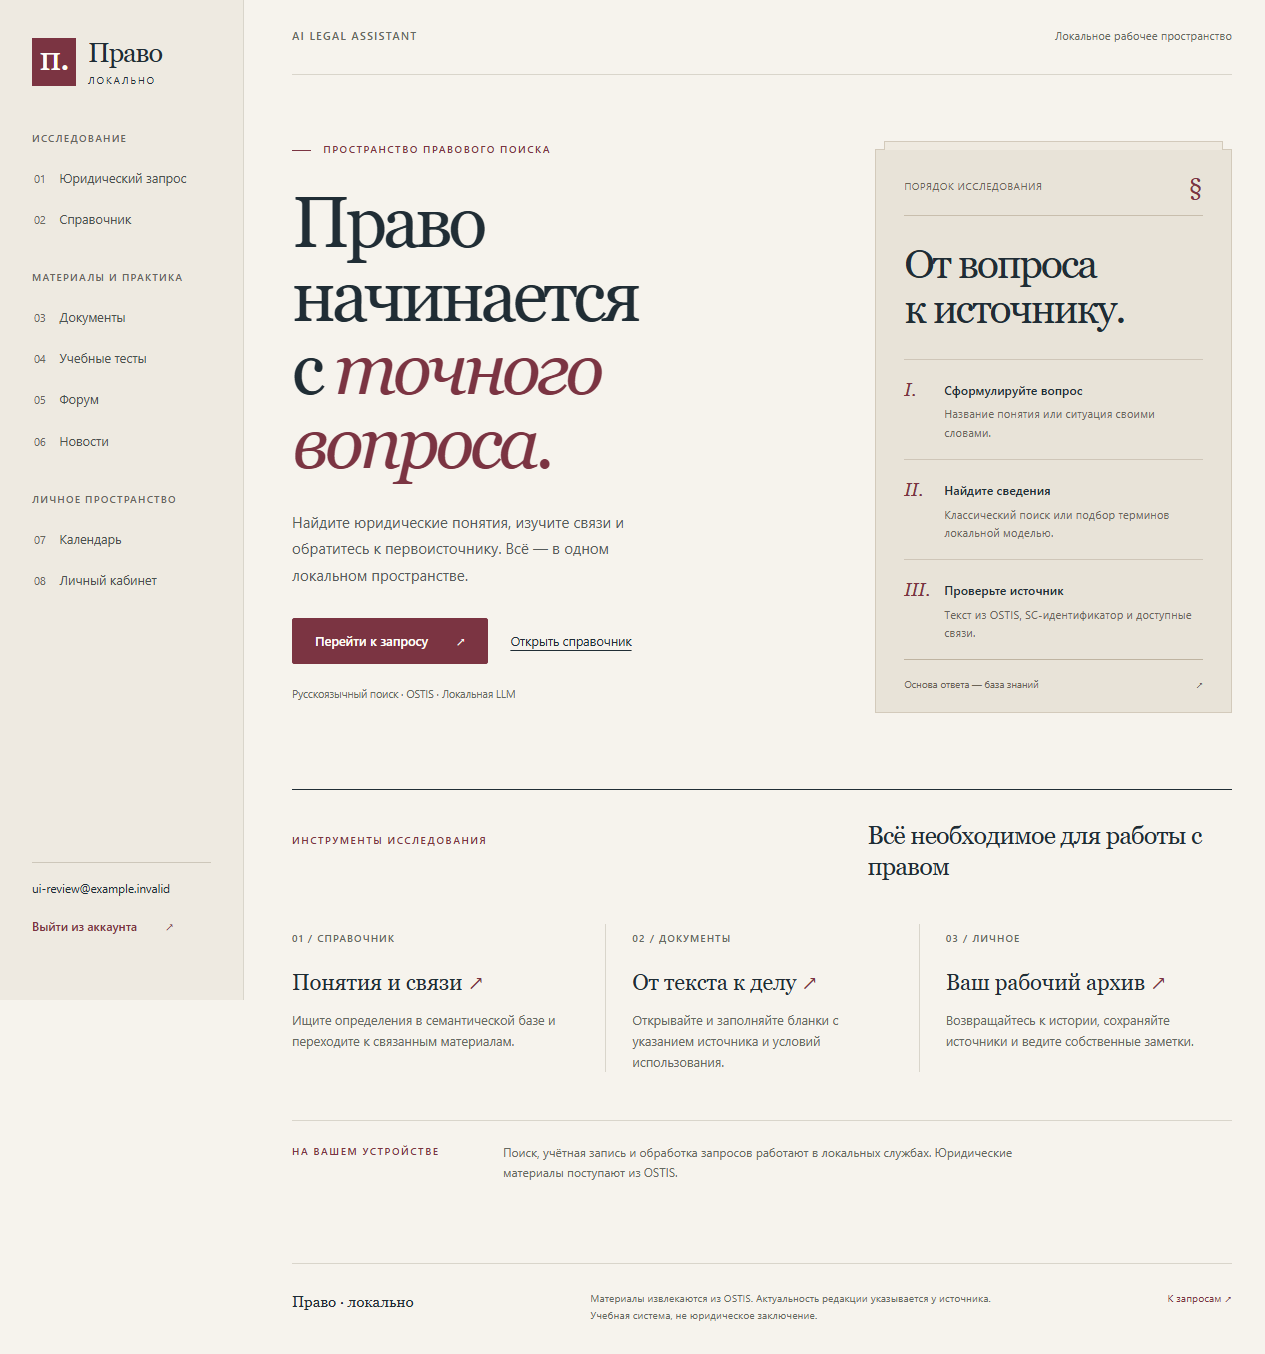 П.
Право
ЛОКАЛЬНО
ИССЛЕДОВАНИЕ
01 Юридический запрос
02 Справочник
МАТЕРИАЛЫ И ПРАКТИКА
03 Документы
04 Учебные тесты
05 Форум
06 Новости
ЛИЧНОЕ ПРОСТРАНСТВО
07 Календарь
08 Личный кабинет
ui-review@example.invalid
Выйти из аккаунта ↗
AI LEGAL ASSISTANT
Локальное рабочее пространство
ПРОСТРАНСТВО ПРАВОВОГО ПОИСКА
Право
начинается
с точного
вопроса.
Найдите юридические понятия, изучите связи и
обратитесь к первоисточнику. Всё — в одном
локальном пространстве.
Перейти к запросу ↗
Открыть справочник
Русскоязычный поиск · OSTIS · Локальная LLM
ПОРЯДОК ИССЛЕДОВАНИЯ §
От вопроса
к источнику.
I. Сформулируйте вопрос
Название понятия или ситуация своими
словами.
II. Найдите сведения
Классический поиск или подбор терминов
локальной моделью.
III. Проверьте источник
Текст из OSTIS, SC-идентификатор и доступные
связи.
Основа ответа — база знаний ↗
ИНСТРУМЕНТЫ ИССЛЕДОВАНИЯ
Всё необходимое для работы с
правом
01 / СПРАВОЧНИК
Понятия и связи ↗
Ищите определения в семантической базе и
переходите к связанным материалам.
02 / ДОКУМЕНТЫ
От текста к делу ↗
Открывайте и заполняйте бланки с
указанием источника и условий
использования.
03 / ЛИЧНОЕ
Ваш рабочий архив ↗
Возвращайтесь к истории, сохраняйте
источники и ведите собственные заметки.
НА ВАШЕМ УСТРОЙСТВЕ
Поиск, учётная запись и обработка запросов работают в локальных службах. Юридические
материалы поступают из OSTIS.
Право · локально
Материалы извлекаются из OSTIS. Актуальность редакции указывается у источника.
Учебная система, не юридическое заключение.
К запросам ↗